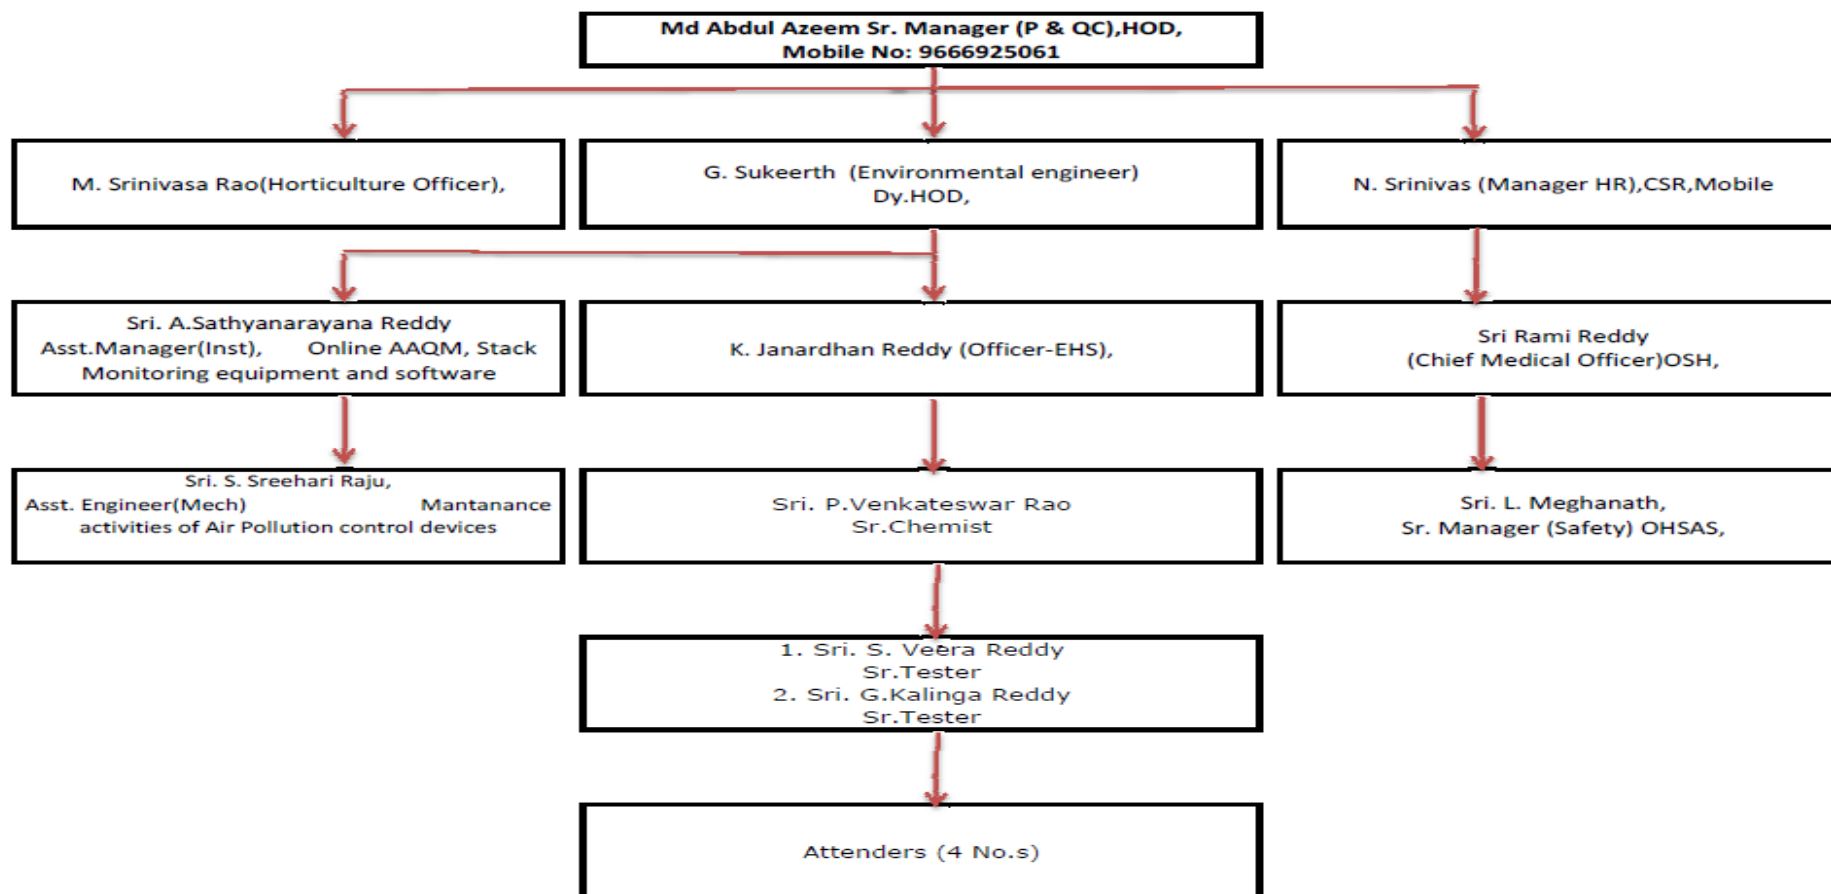 Md Abdul Azeem Sr. Manager (P & QC),HOD,
Mobile No: 9666925061
M. Srinivasa Rao(Horticulture Officer),
G. Sukeerth (Environmental engineer)
Dy.HOD,
N. Srinivas (Manager HR),CSR,Mobile
Sri. A.Sathyanarayana Reddy
Asst.Manager(Inst), Online AAQM, Stack
Monitoring equipment and software
K. Janardhan Reddy (Officer-EHS),
Sri Rami Reddy
(Chief Medical Officer)OSH,
Sri. S. Sreehari Raju,
Asst. Engineer(Mech) Mantanance
activities of Air Pollution control devices
Sri. P.Venkateswar Rao
Sr.Chemist
Sri. L. Meghanath,
Sr. Manager (Safety) OHSAS,
1. Sri. S. Veera Reddy
Sr.Tester
2. Sri. G.Kalinga Reddy
Sr.Tester
Attenders (4 No.s)